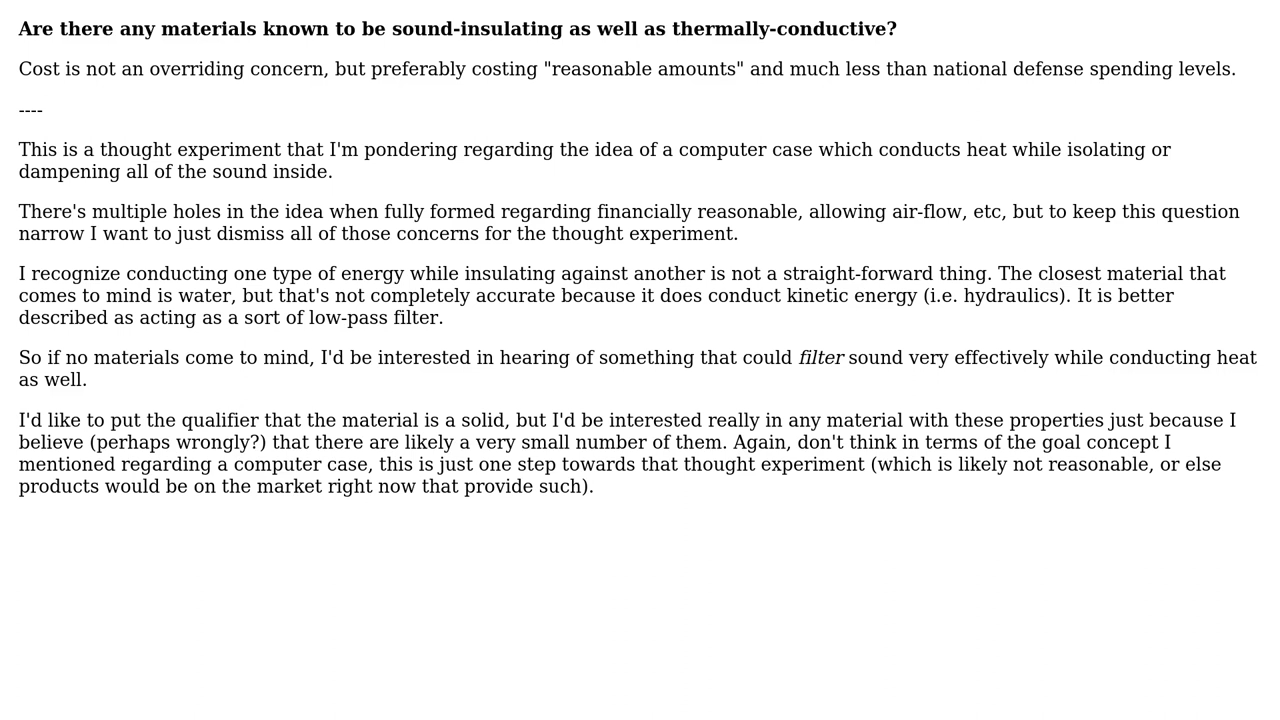 Are there any materials known to be sound-insulating as well as thermally-conductive?
Cost is not an overriding concern, but preferably costing "reasonable amounts" and much less than national defense spending levels.
----
This is a thought experiment that I'm pondering regarding the idea of a computer case which conducts heat while isolating or
dampening all of the sound inside.
There's multiple holes in the idea when fully formed regarding financially reasonable, allowing air-flow, etc, but to keep this question
narrow I want to just dismiss all of those concerns for the thought experiment.
I recognize conducting one type of energy while insulating against another is not a straight-forward thing. The closest material that
comes to mind is water, but that's not completely accurate because it does conduct kinetic energy (i.e. hydraulics). It is better
described as acting as a sort of low-pass filter.
So if no materials come to mind, I'd be interested in hearing of something that could filter sound very effectively while conducting heat
as well.
I'd like to put the qualifier that the material is a solid, but I'd be interested really in any material with these properties just because I
believe (perhaps wrongly?) that there are likely a very small number of them. Again, don't think in terms of the goal concept I
mentioned regarding a computer case, this is just one step towards that thought experiment (which is likely not reasonable, or else
products would be on the market right now that provide such).